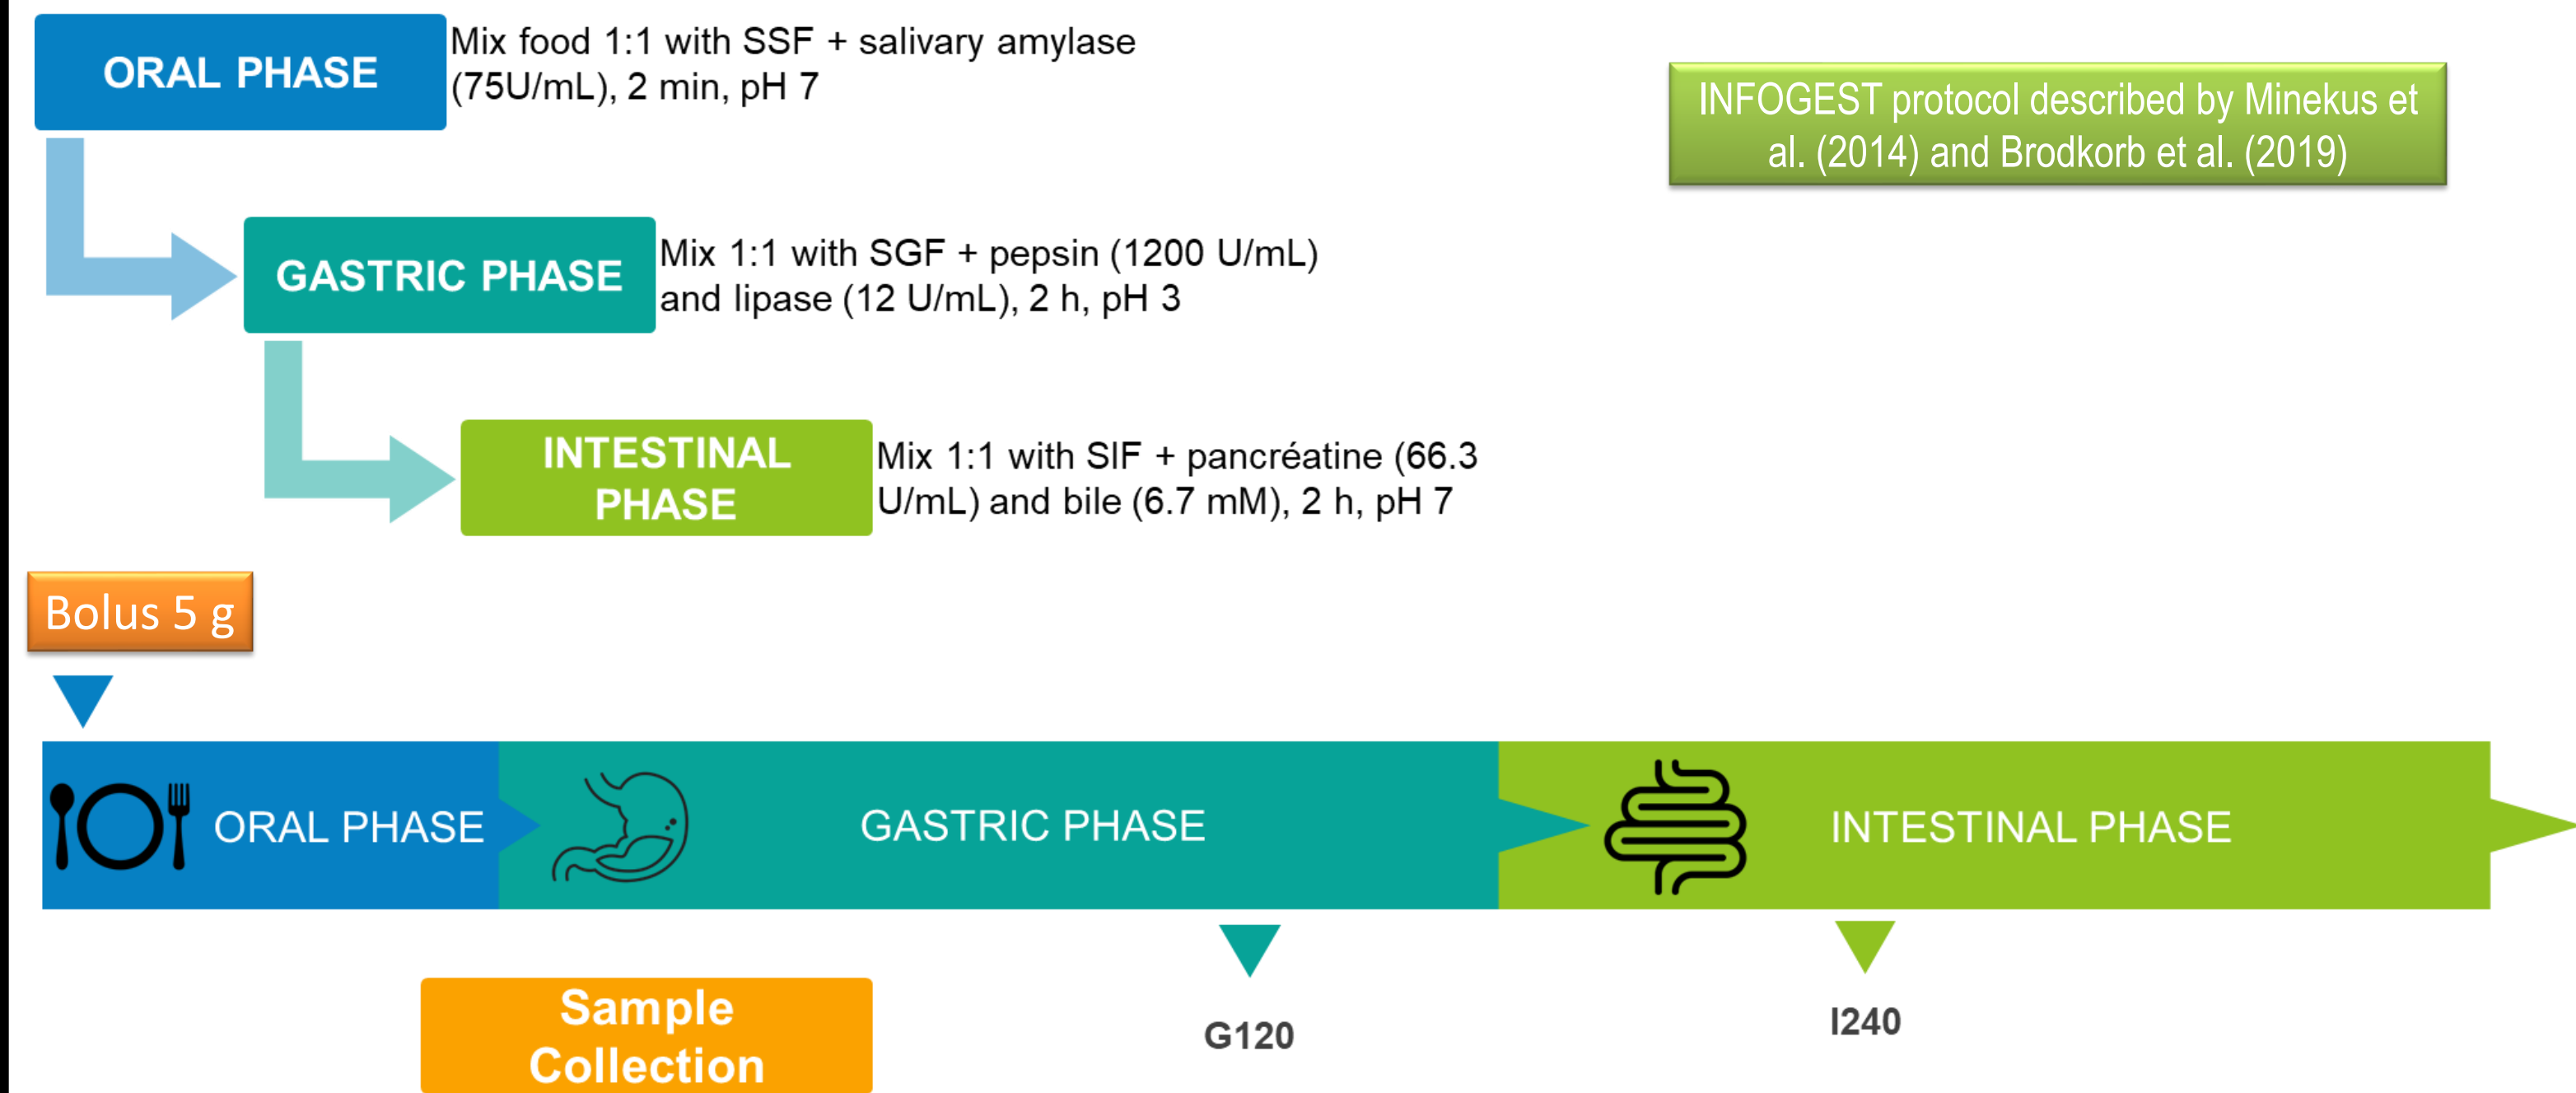 ORAL PHASE
Mix food 1:1 with SSF + salivary amylase
(75U/mL), 2 min, pH 7
INFOGEST protocol described by Minekus et
al. (2014) and Brodkorb et al. (2019)
GASTRIC PHASE
Mix 1:1 with SGF + pepsin (1200 U/mL)
and lipase (12 U/mL), 2 h, pH 3
INTESTINAL
PHASE
Mix 1:1 with SIF + pancréatine (66.3
U/mL) and bile (6.7 mM), 2 h, pH 7
Bolus 5 g
ORAL PHASE
GASTRIC PHASE
INTESTINAL PHASE
Sample
Collection
G120
I240